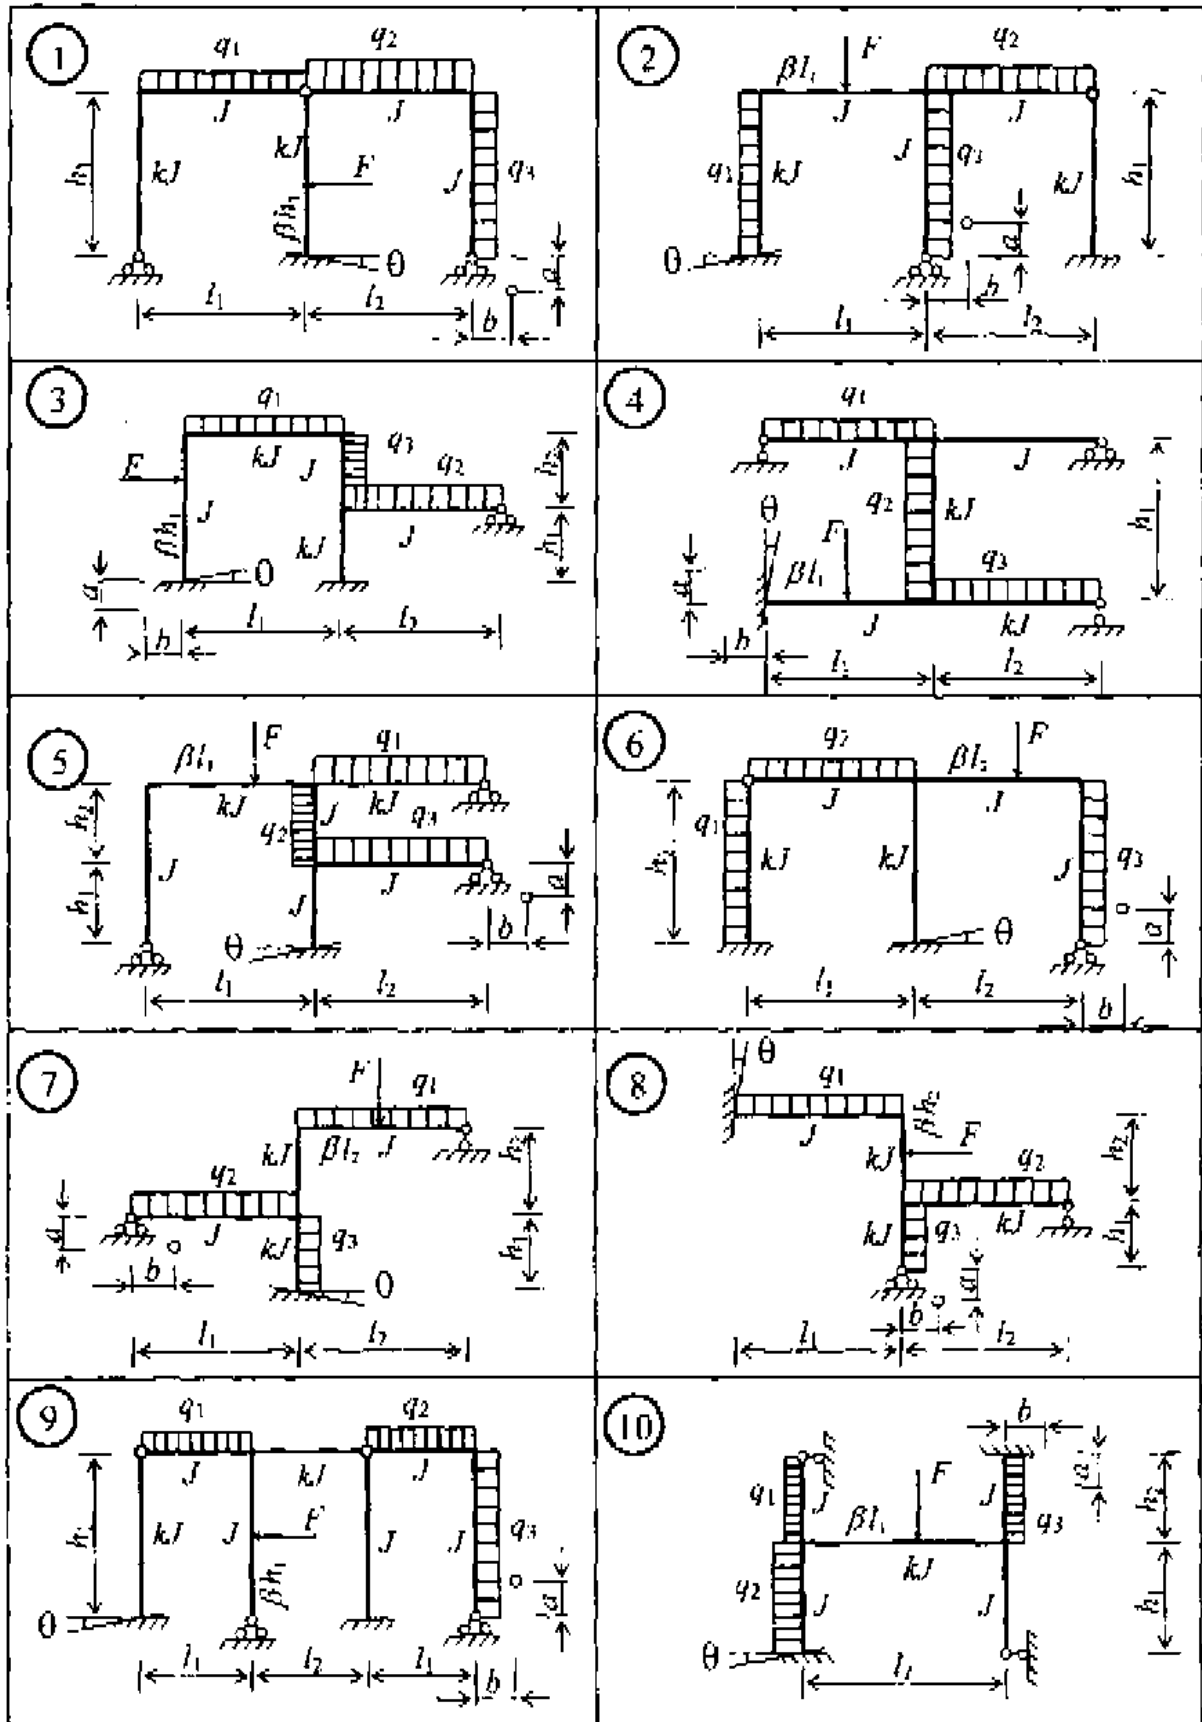 1
q₁ q₂
J J
kJ kJ J
h₁ F q₃
βh₁
θ
a
l₁ l₂ b
2
F q₂
βl₁
J J
q₁ kJ J q₃ kJ h₁
a
θ
b
l₁ l₂
3
q₁
kJ J q₃ q₂ h₂
F
βh₁ J J
kJ h₁
θ
a
b l₁ l₂
4
q₁
J J
q₂ kJ h₁
θ
F q₃
a βl₁
J kJ
b
l₁ l₂
5
F q₁
βl₁
kJ J kJ
h₂ q₂ q₃
J J
h₁ J a
b
θ
l₁ l₂
6
q₂ F
βl₂
q₁ J J
h₁ kJ kJ J q₃
a
θ
l₁ l₂
b
7
F q₁
kJ βl₂ J h₂
q₂
a J kJ q₃ h₁
b
θ
l₁ l₂
8
θ
q₁
βh₂
J
kJ F h₂
q₂
kJ q₃ kJ h₁
a
b
l₁ l₂
9
q₁ q₂
J kJ J
h₁ kJ J F J J q₃
βh₁ a
θ
l₁ l₂ l₁
b
10
b
a
q₁ J F J h₂
βl₁ q₃
kJ
q₂ J J h₁
θ
l₁